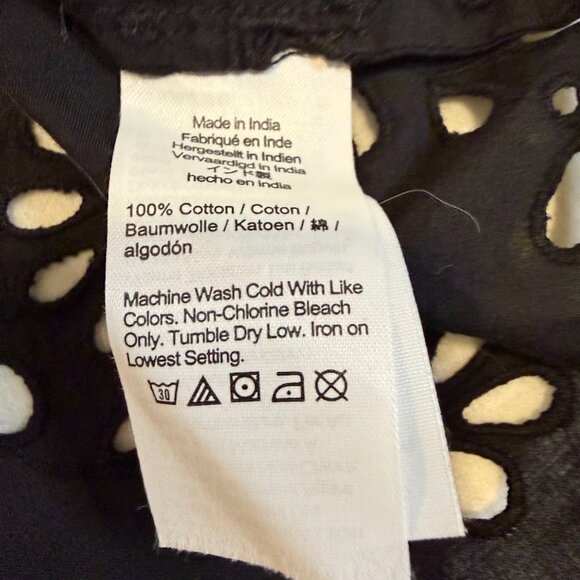 Made in India
Fabriqué en Inde
Hergestellt in Indien
Vervaardigd in India
インド製
hecho en India
100% Cotton / Coton /
Baumwolle / Katoen / 綿 /
algodón
Machine Wash Cold With Like
Colors. Non-Chlorine Bleach
Only. Tumble Dry Low. Iron on
Lowest Setting.
30